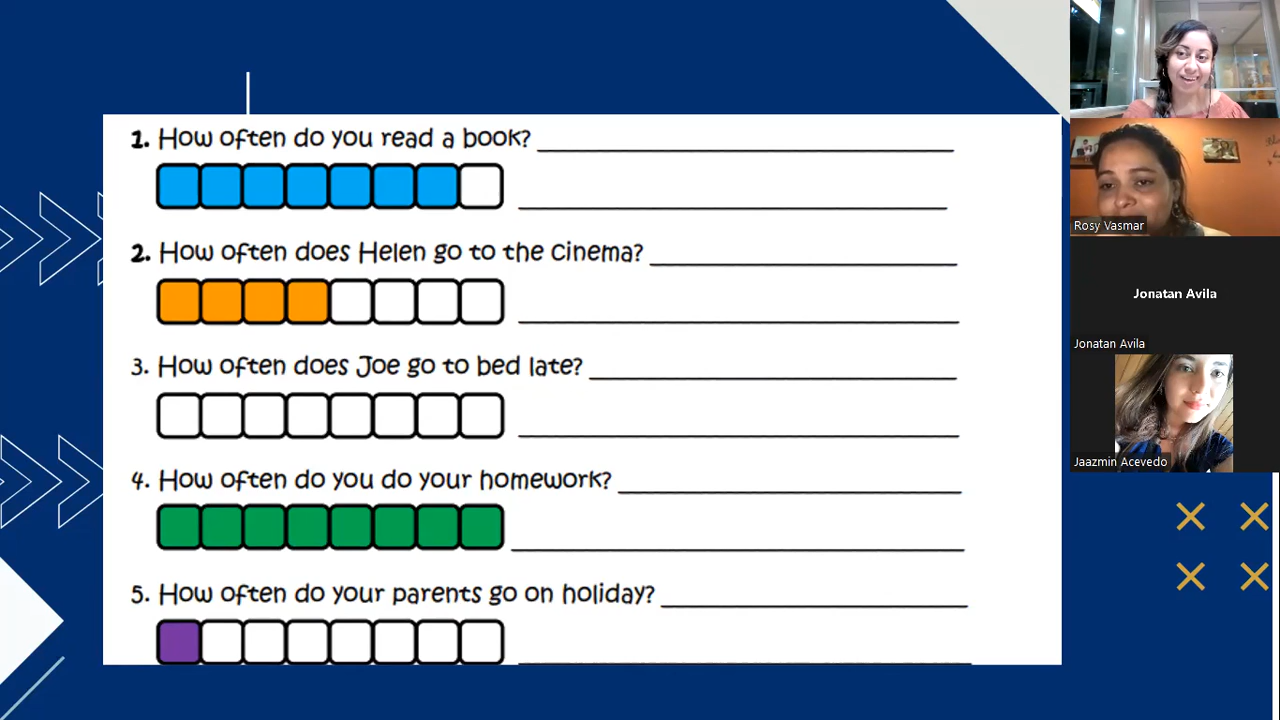 1. How often do you read a book?
2. How often does Helen go to the cinema?
3. How often does Joe go to bed late?
4. How often do you do your homework?
5. How often do your parents go on holiday?
Rosy Vasmar
Jonatan Avila
Jonatan Avila
Jaazmin Acevedo